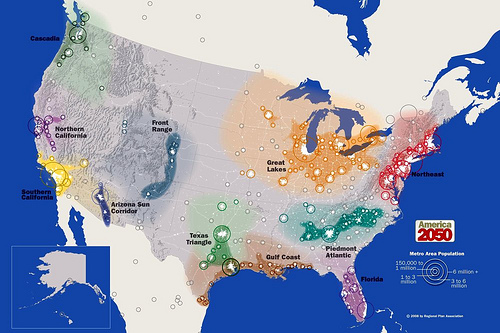 Cascadia
Northern
California
Southern
California
Arizona Sun
Corridor
Front
Range
Texas
Triangle
Gulf Coast
Great
Lakes
Piedmont
Atlantic
Northeast
Florida
America
2050
Metro Area Population
150,000 to
1 million
1 to 3
million
6 million +
3 to 6
million
© 2008 by Regional Plan Association